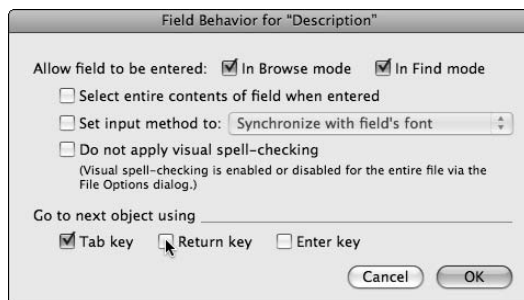 Field Behavior for “Description”
Allow field to be entered: In Browse mode In Find mode
Select entire contents of field when entered
Set input method to: Synchronize with field's font
Do not apply visual spell-checking
(Visual spell-checking is enabled or disabled for the entire file via the
File Options dialog.)
Go to next object using
Tab key Return key Enter key
Cancel OK